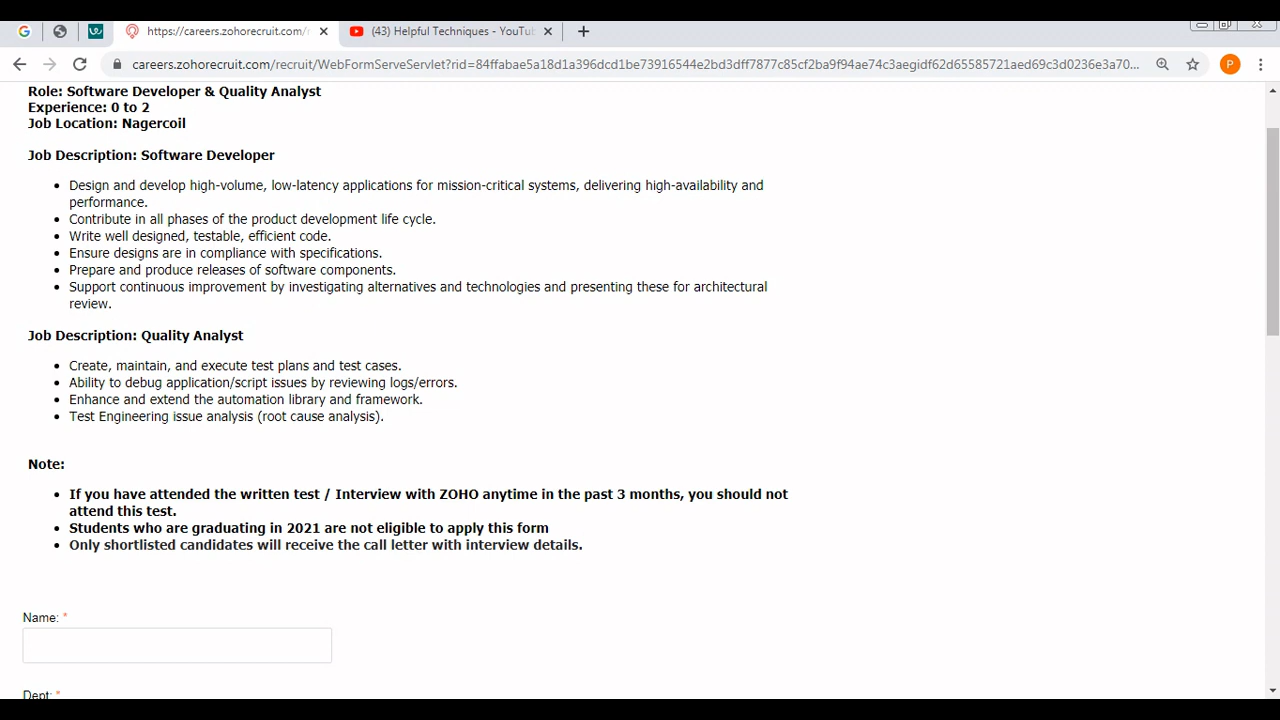 https://careers.zohorecruit.com/r
(43) Helpful Techniques - YouTu
careers.zohorecruit.com/recruit/WebFormServeServlet?rid=84ffabae5a18d1a396dcd1be73916544e2bd3dff7877c85cf2ba9f94ae74c3aegidf62d65585721aed69c3d0236e3a70...
P
Role: Software Developer & Quality Analyst
Experience: 0 to 2
Job Location: Nagercoil
Job Description: Software Developer
• Design and develop high-volume, low-latency applications for mission-critical systems, delivering high-availability and
performance.
• Contribute in all phases of the product development life cycle.
• Write well designed, testable, efficient code.
• Ensure designs are in compliance with specifications.
• Prepare and produce releases of software components.
• Support continuous improvement by investigating alternatives and technologies and presenting these for architectural
review.
Job Description: Quality Analyst
• Create, maintain, and execute test plans and test cases.
• Ability to debug application/script issues by reviewing logs/errors.
• Enhance and extend the automation library and framework.
• Test Engineering issue analysis (root cause analysis).
Note:
• If you have attended the written test / Interview with ZOHO anytime in the past 3 months, you should not
attend this test.
• Students who are graduating in 2021 are not eligible to apply this form
• Only shortlisted candidates will receive the call letter with interview details.
Name: *
Dept: *